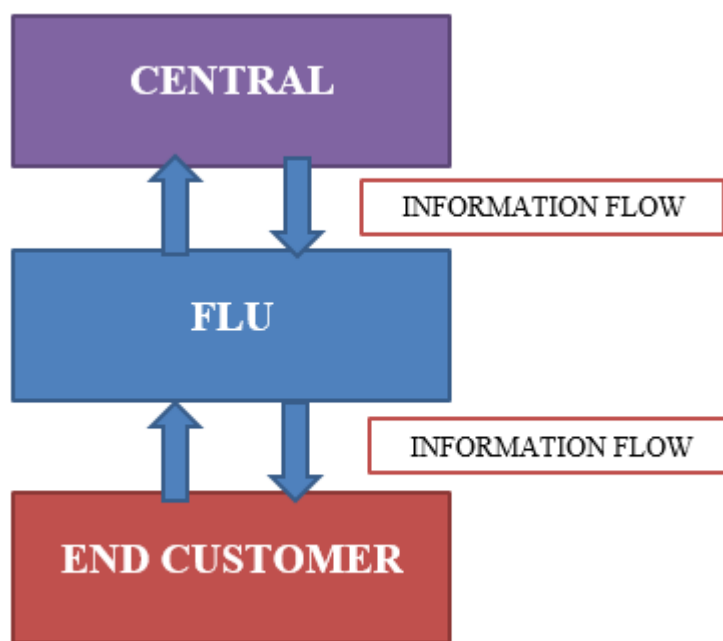 CENTRAL
INFORMATION FLOW
FLU
INFORMATION FLOW
END CUSTOMER